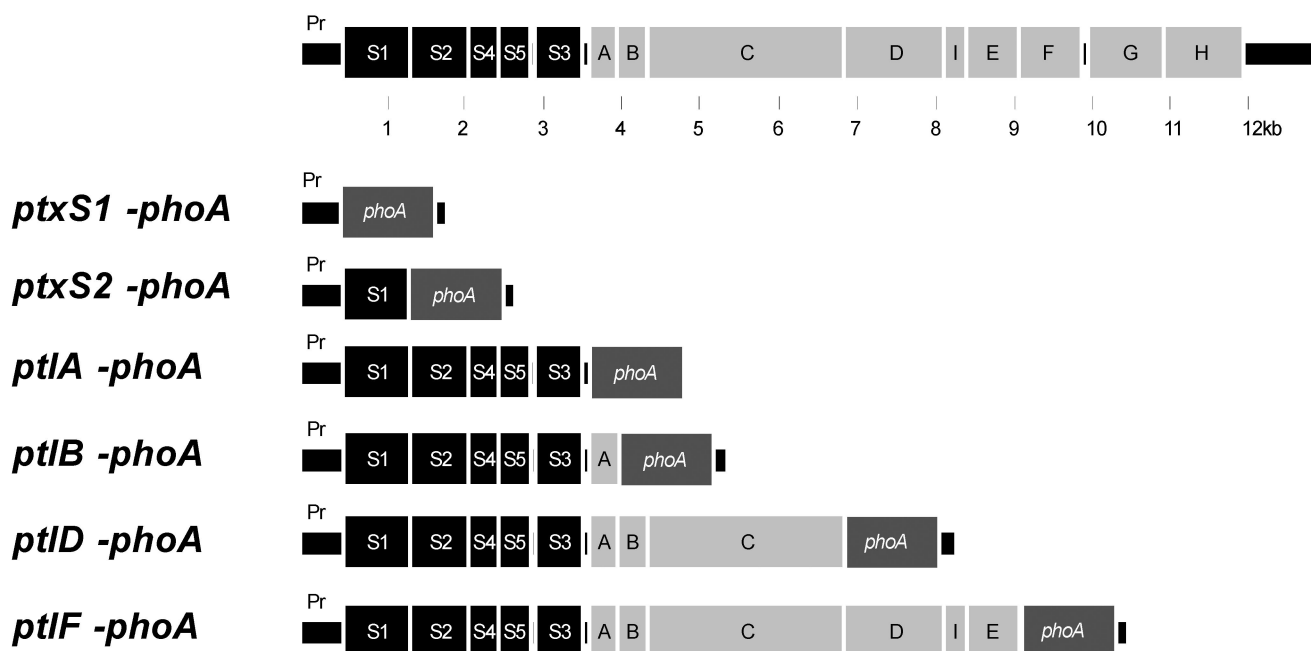 Pr
S1 S2 S4 S5 S3 A B C D I E F G H
1 2 3 4 5 6 7 8 9 10 11 12kb
Pr
ptxS1 -phoA phoA
Pr
ptxS2 -phoA S1 phoA
Pr
ptlA -phoA S1 S2 S4 S5 S3 phoA
Pr
ptlB -phoA S1 S2 S4 S5 S3 A phoA
Pr
ptlD -phoA S1 S2 S4 S5 S3 A B C phoA
Pr
ptlF -phoA S1 S2 S4 S5 S3 A B C D I E phoA